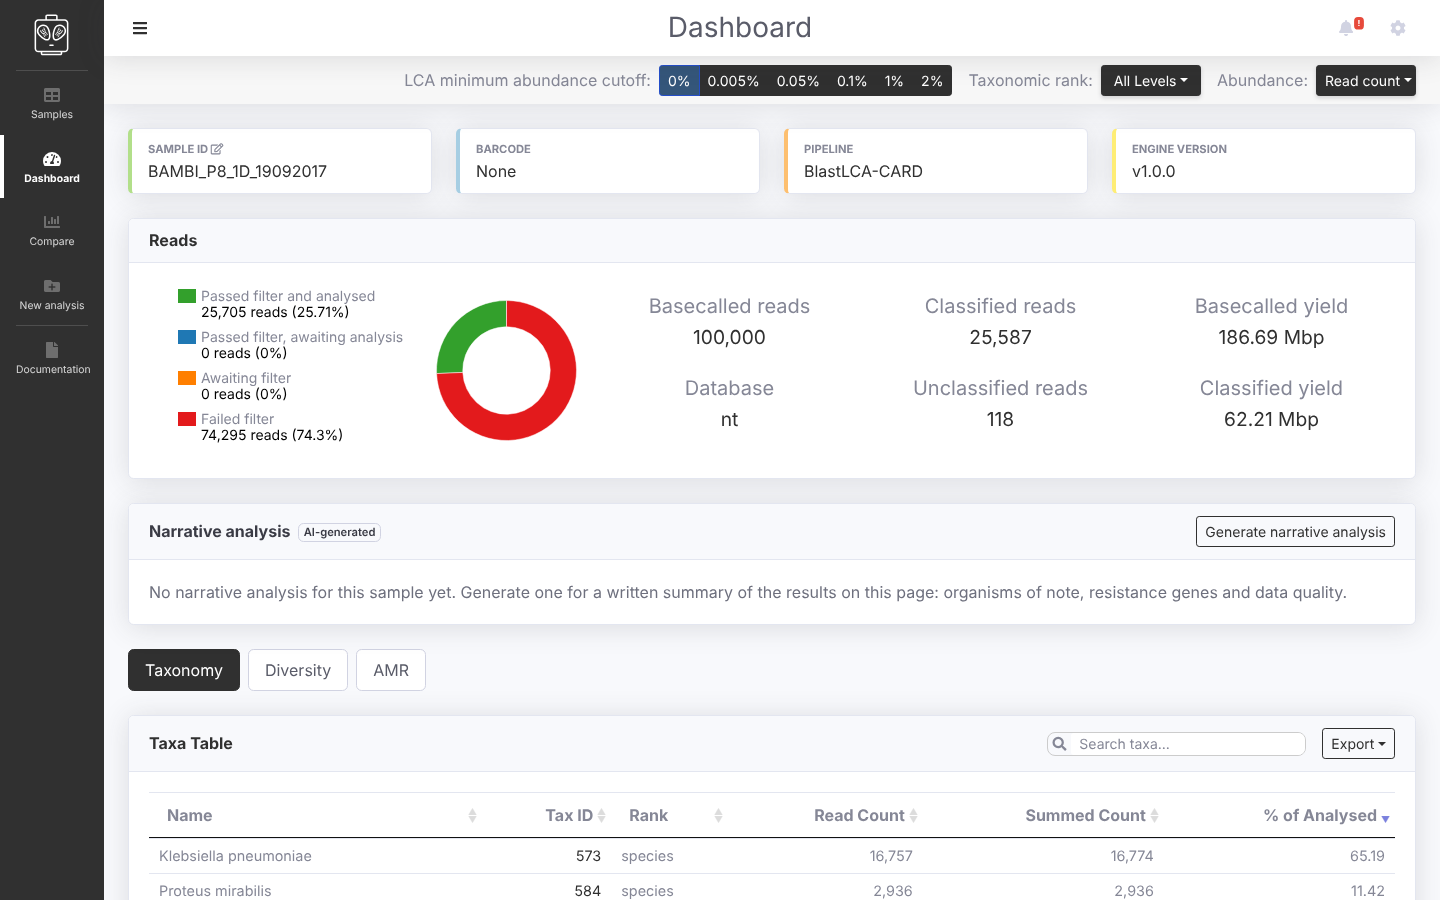 Dashboard
!
LCA minimum abundance cutoff: 0% 0.005% 0.05% 0.1% 1% 2% Taxonomic rank: All Levels Abundance: Read count
Samples
Dashboard
Compare
New analysis
Documentation
SAMPLE ID
BAMBI_P8_1D_19092017
BARCODE
None
PIPELINE
BlastLCA-CARD
ENGINE VERSION
v1.0.0
Reads
Passed filter and analysed
25,705 reads (25.71%)
Passed filter, awaiting analysis
0 reads (0%)
Awaiting filter
0 reads (0%)
Failed filter
74,295 reads (74.3%)
Basecalled reads
100,000
Classified reads
25,587
Basecalled yield
186.69 Mbp
Database
nt
Unclassified reads
118
Classified yield
62.21 Mbp
Narrative analysis AI-generated
Generate narrative analysis
No narrative analysis for this sample yet. Generate one for a written summary of the results on this page: organisms of note, resistance genes and data quality.
Taxonomy Diversity AMR
Taxa Table
Search taxa...
Export
Name Tax ID Rank Read Count Summed Count % of Analysed
Klebsiella pneumoniae 573 species 16,757 16,774 65.19
Proteus mirabilis 584 species 2,936 2,936 11.42